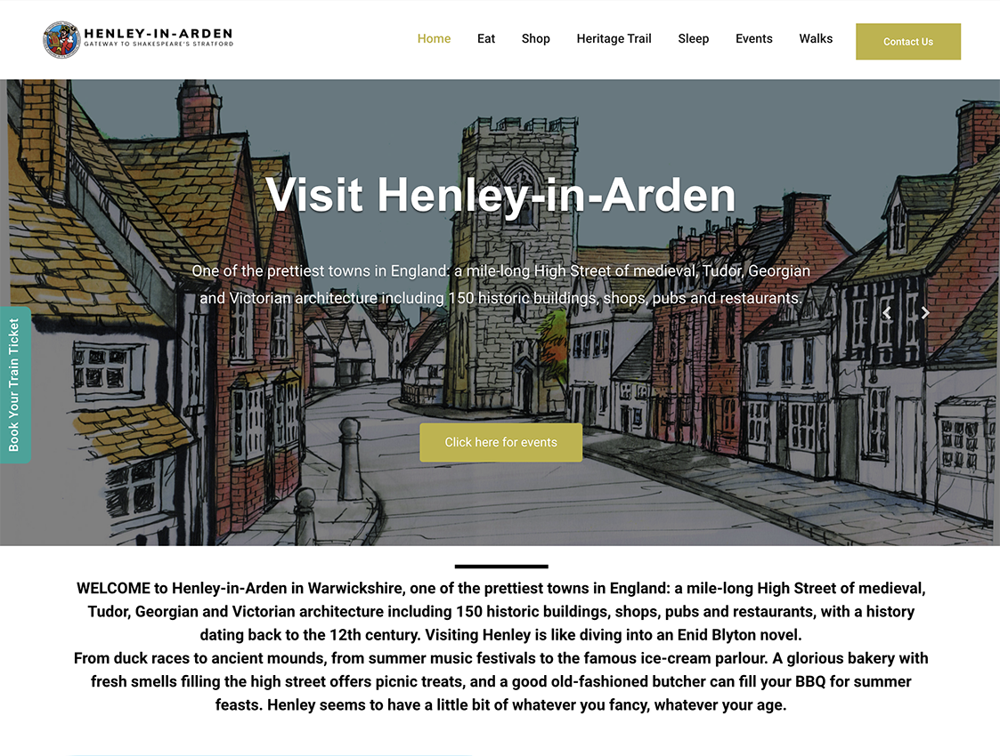 HENLEY-IN-ARDEN
GATEWAY TO SHAKESPEARE'S STRATFORD
Home Eat Shop Heritage Trail Sleep Events Walks Contact Us
Visit Henley-in-Arden
One of the prettiest towns in England: a mile-long High Street of medieval, Tudor, Georgian
and Victorian architecture including 150 historic buildings, shops, pubs and restaurants.
Book Your Train Ticket
Click here for events
WELCOME to Henley-in-Arden in Warwickshire, one of the prettiest towns in England: a mile-long High Street of medieval,
Tudor, Georgian and Victorian architecture including 150 historic buildings, shops, pubs and restaurants, with a history
dating back to the 12th century. Visiting Henley is like diving into an Enid Blyton novel.
From duck races to ancient mounds, from summer music festivals to the famous ice-cream parlour. A glorious bakery with
fresh smells filling the high street offers picnic treats, and a good old-fashioned butcher can fill your BBQ for summer
feasts. Henley seems to have a little bit of whatever you fancy, whatever your age.